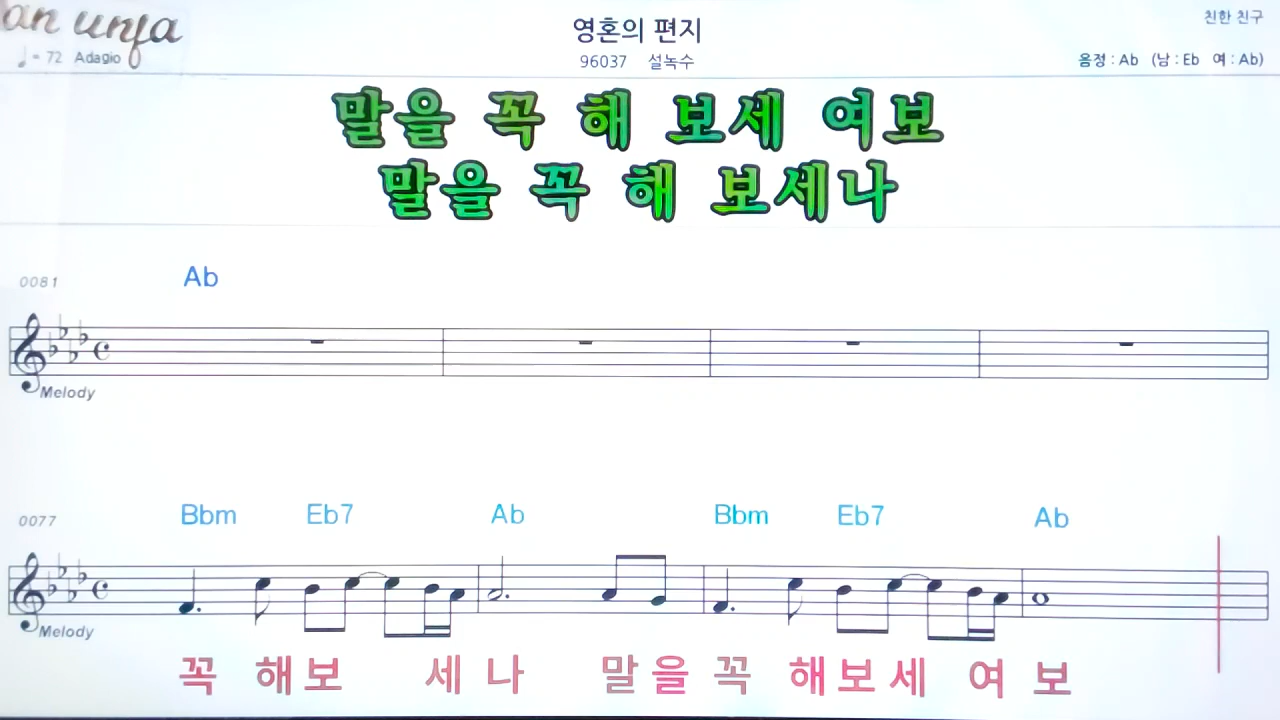 an unja
♩= 72 Adagio
영혼의 편지
96037 설녹수
친한 친구
음정 : Ab (남 : Eb 여 : Ab)
말을 꼭 해 보세 여보
말을 꼭 해 보세나
0081
Ab
Melody
0077
Bbm Eb7 Ab Bbm Eb7 Ab
Melody
꼭 해보 세 나 말을 꼭 해보세 여 보